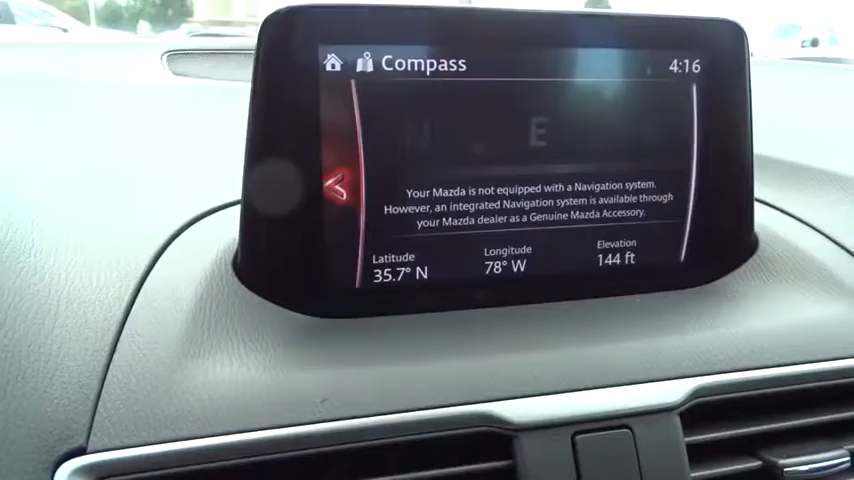 Compass 4:16
N E
Your Mazda is not equipped with a Navigation system.
However, an integrated Navigation system is available through
your Mazda dealer as a Genuine Mazda Accessory.
Latitude Longitude Elevation
35.7° N 78° W 144 ft